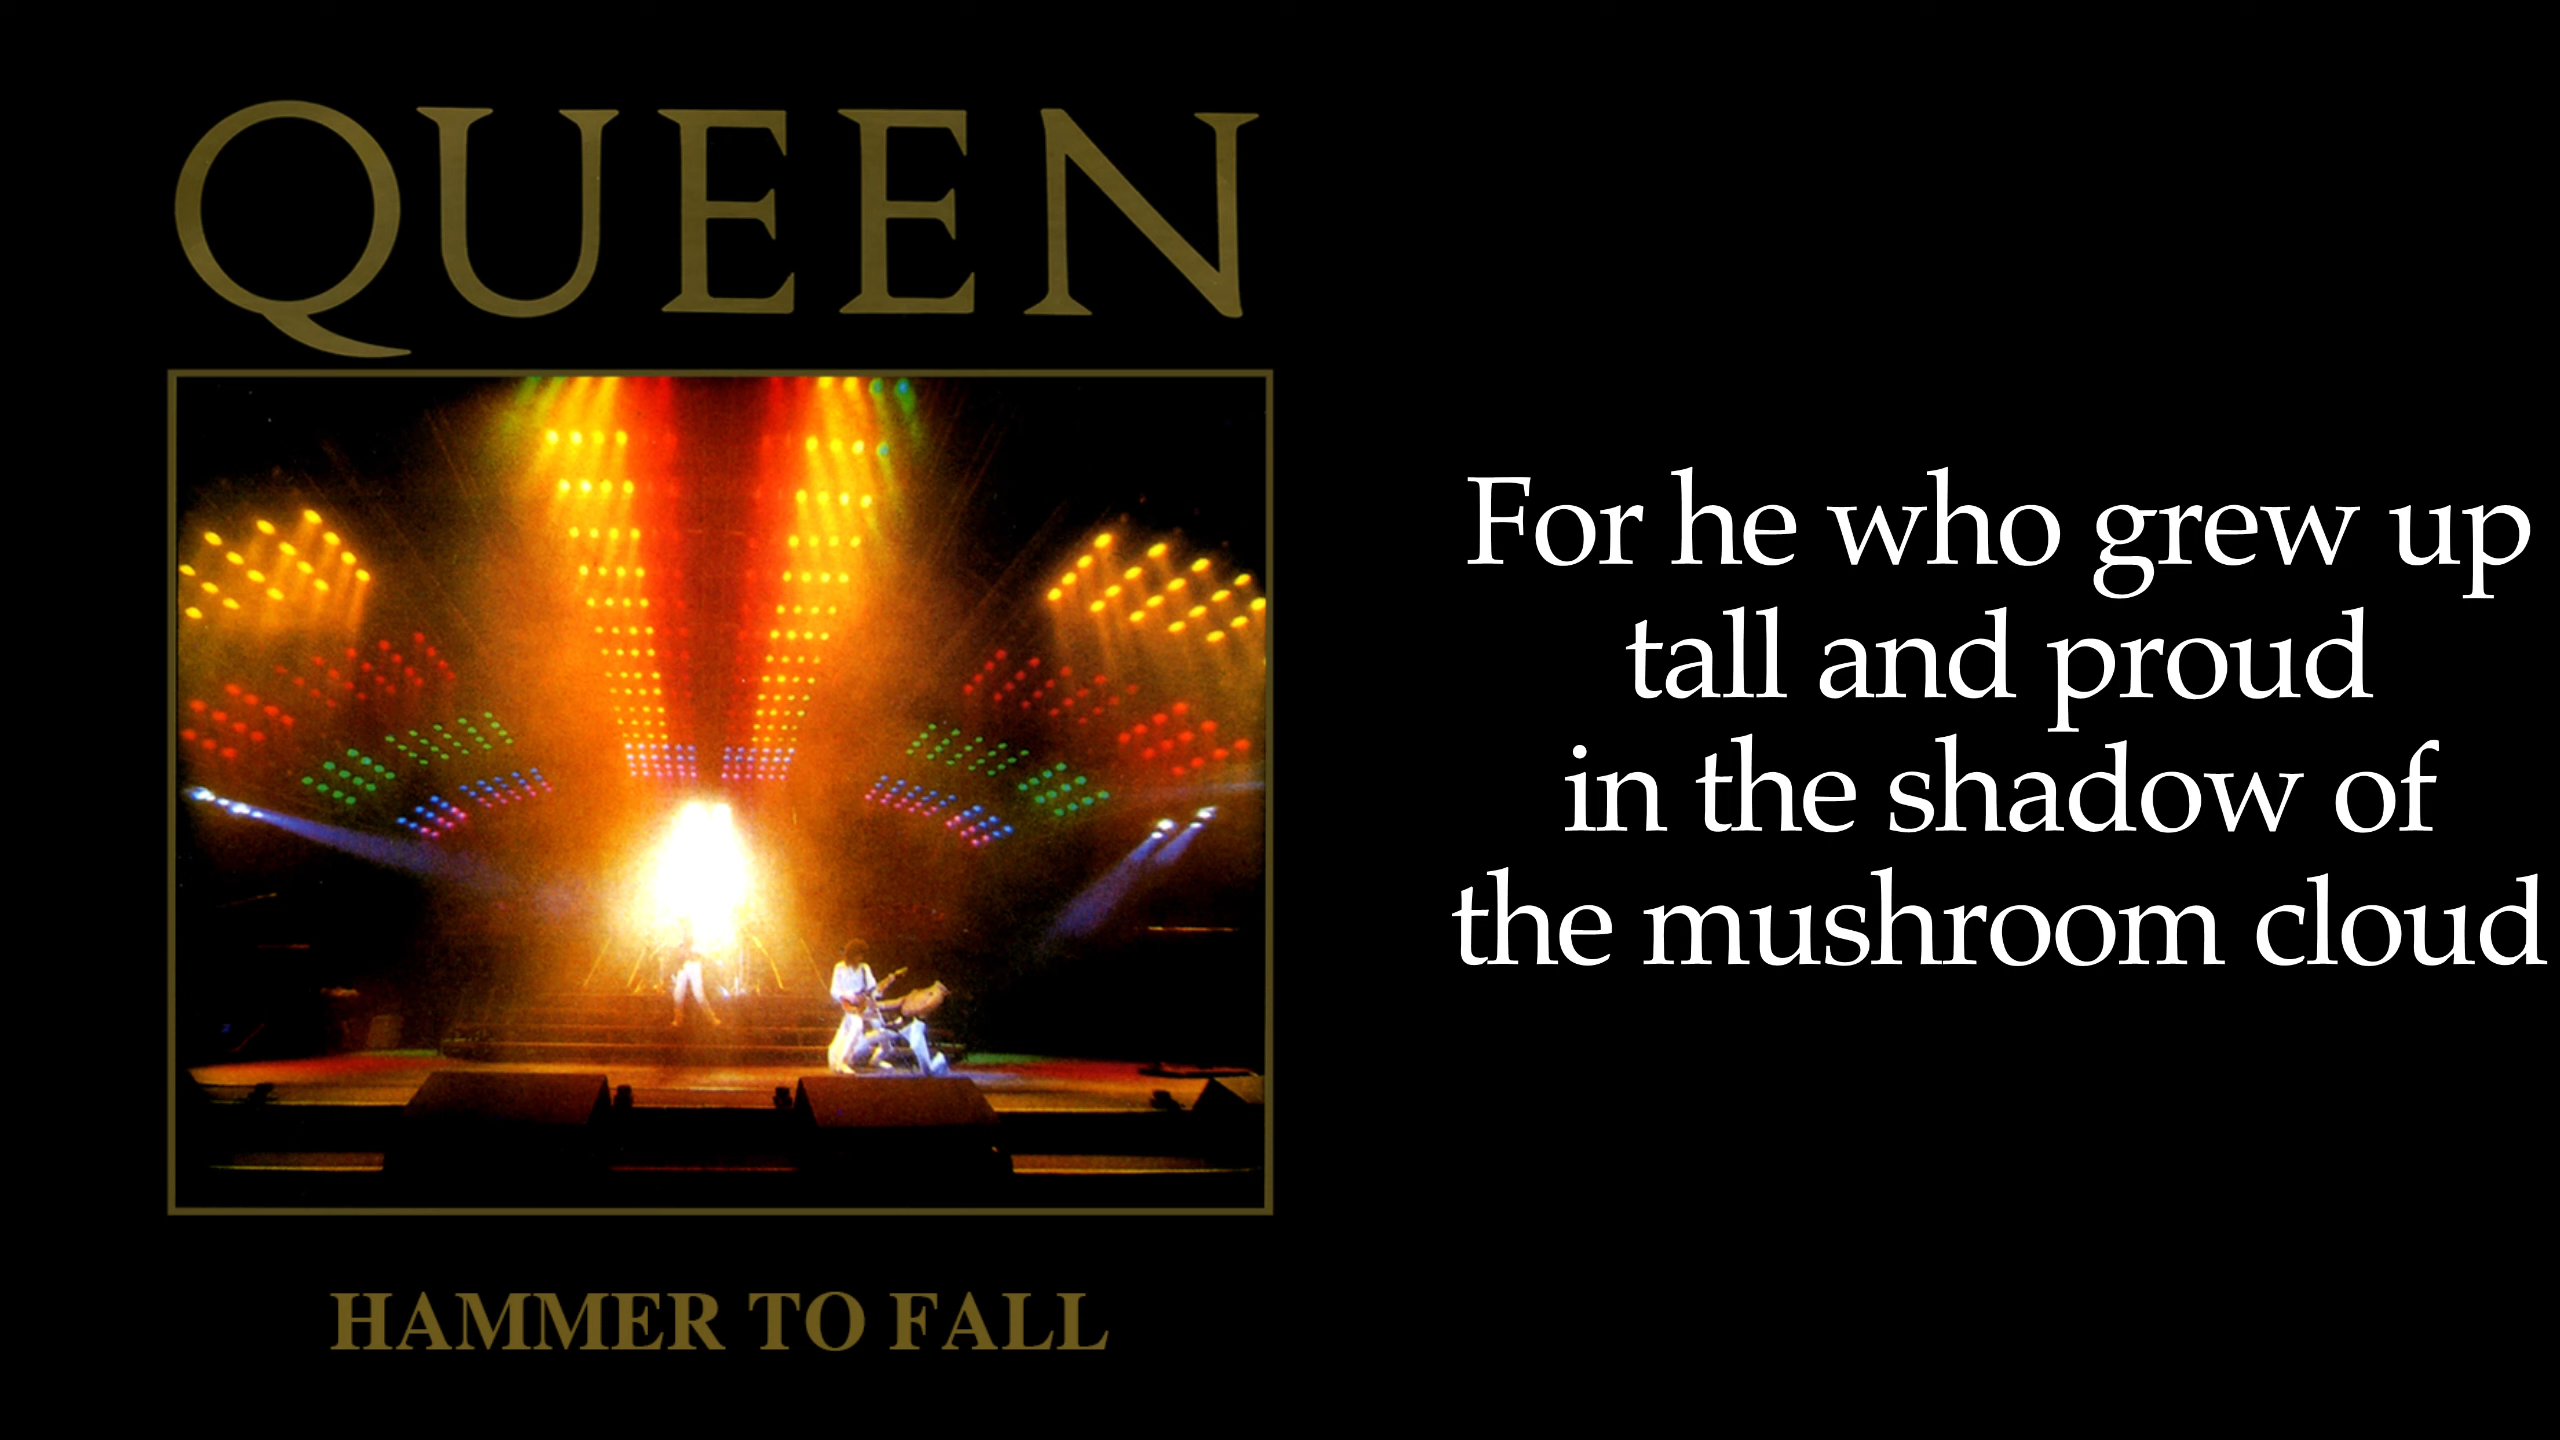 QUEEN
HAMMER TO FALL
For he who grew up
tall and proud
in the shadow of
the mushroom cloud